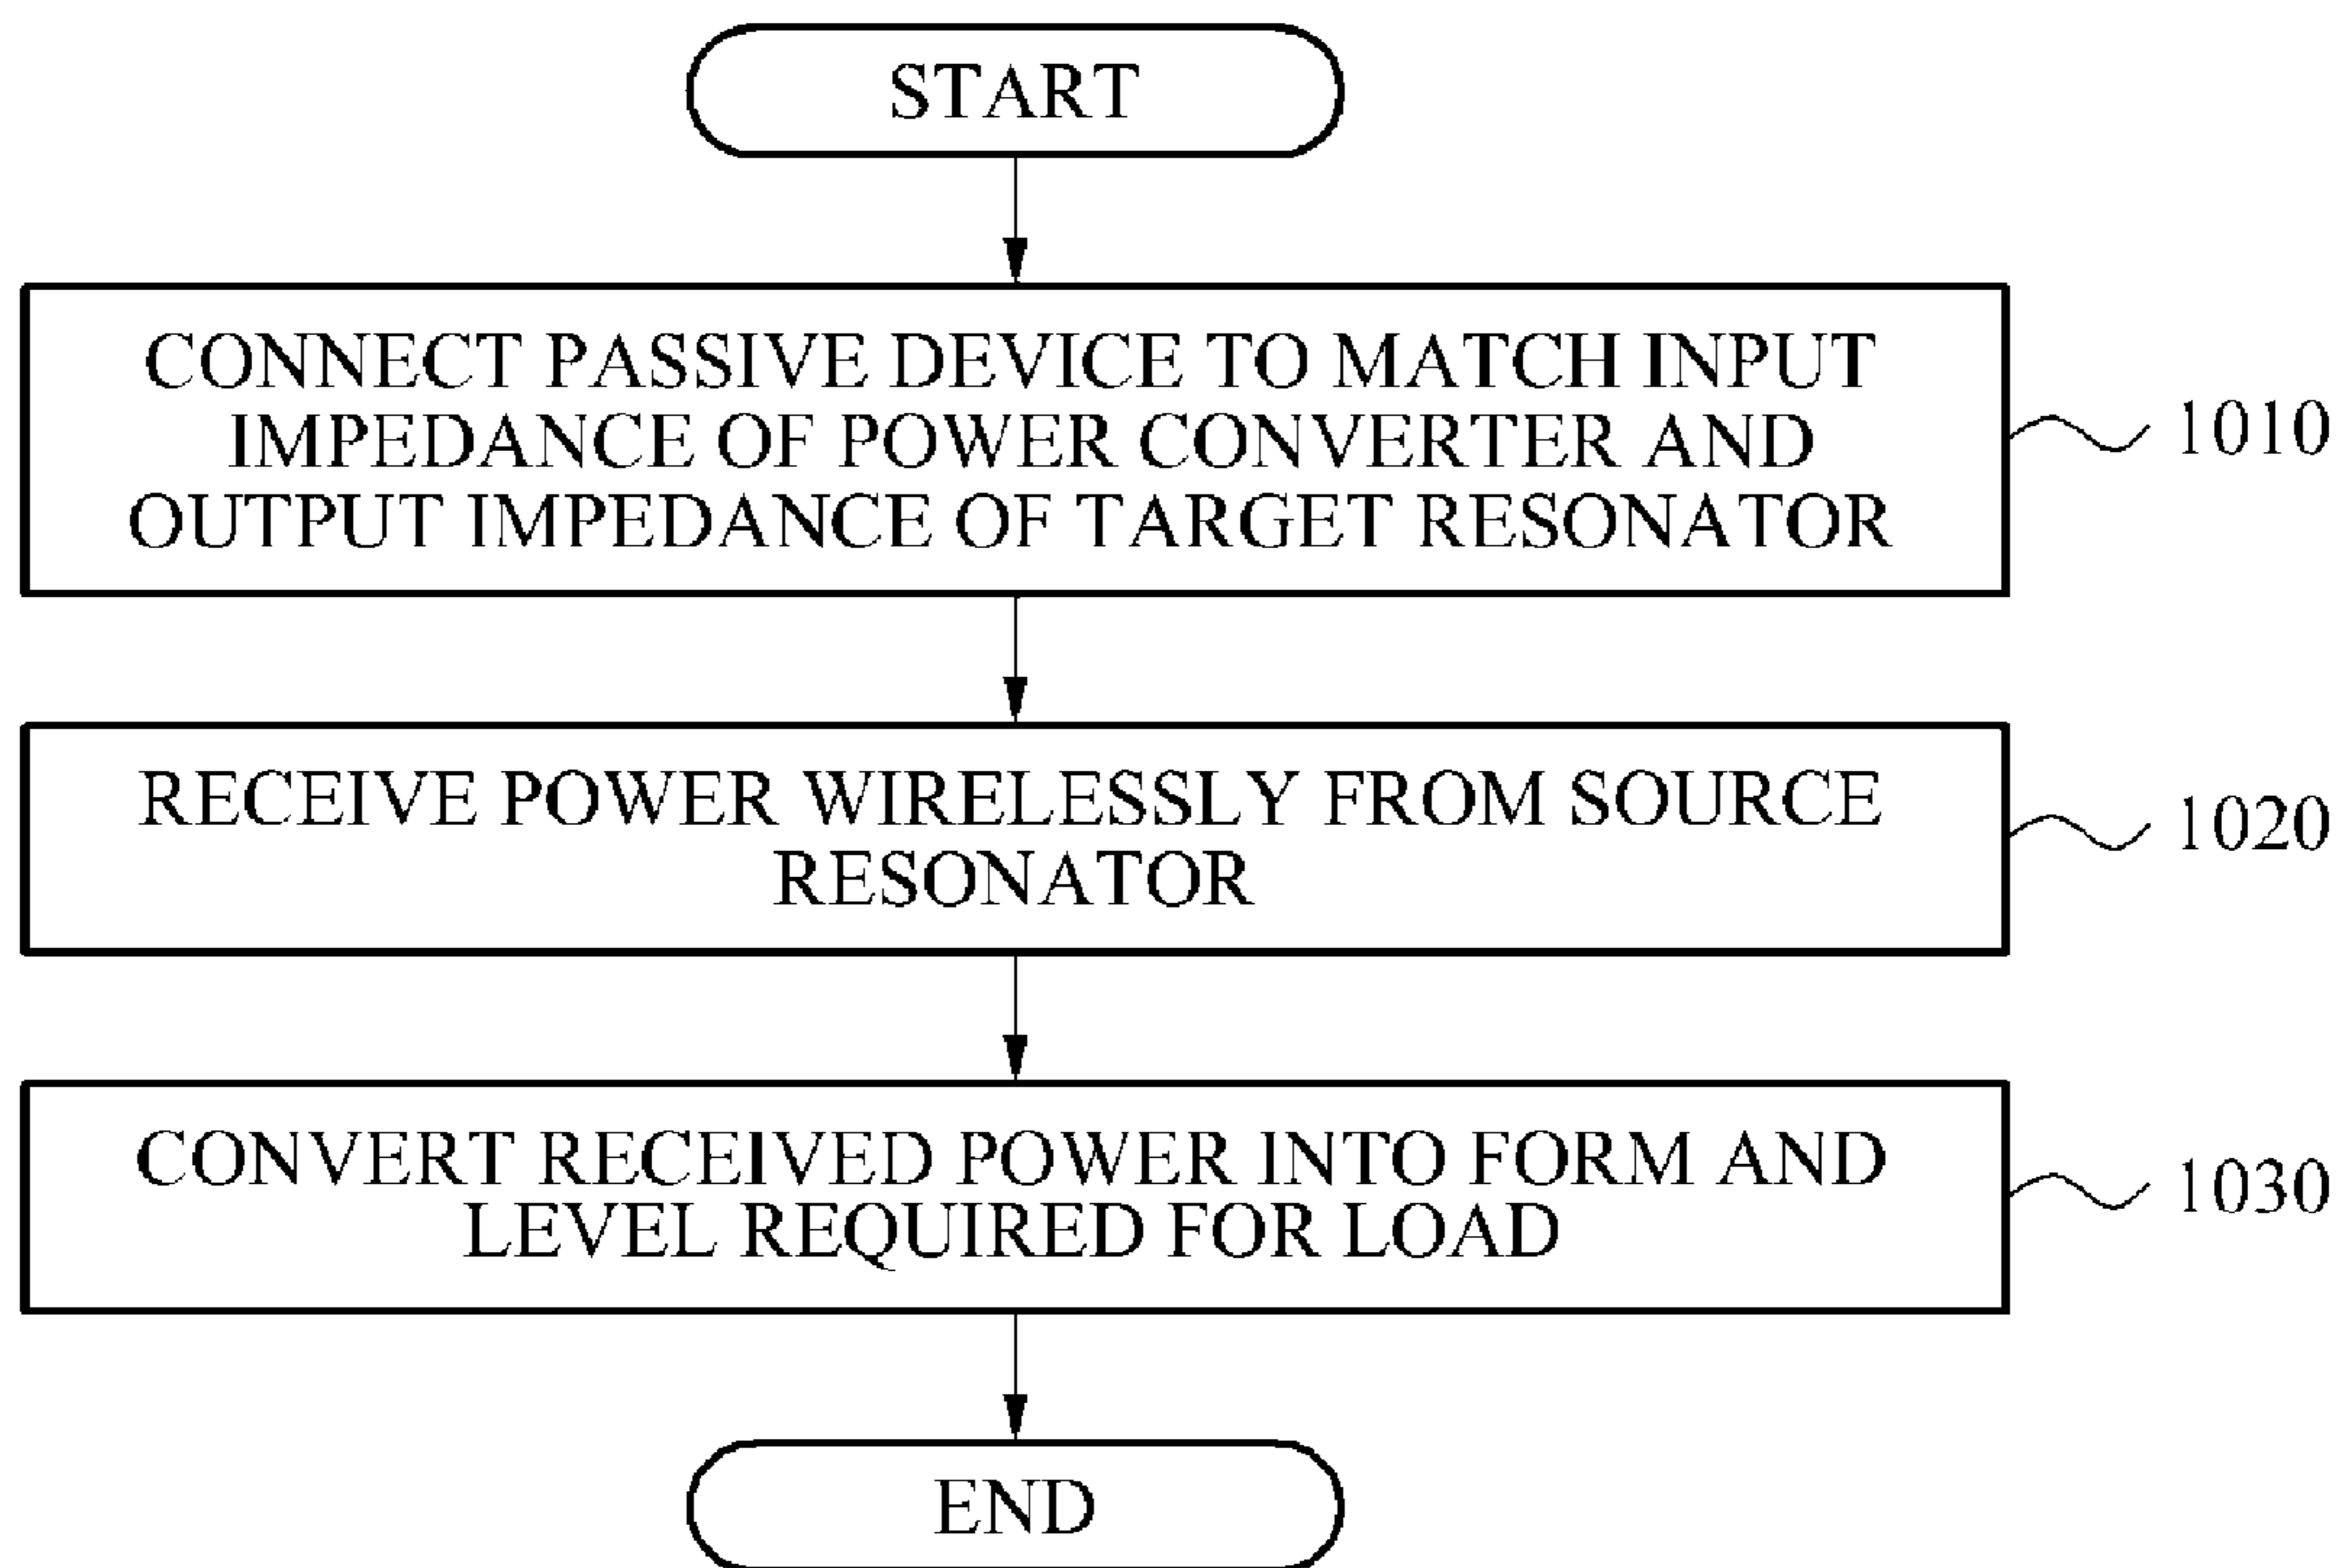 START
CONNECT PASSIVE DEVICE TO MATCH INPUT
IMPEDANCE OF POWER CONVERTER AND
OUTPUT IMPEDANCE OF TARGET RESONATOR
1010
RECEIVE POWER WIRELESSLY FROM SOURCE
RESONATOR
1020
CONVERT RECEIVED POWER INTO FORM AND
LEVEL REQUIRED FOR LOAD
1030
END